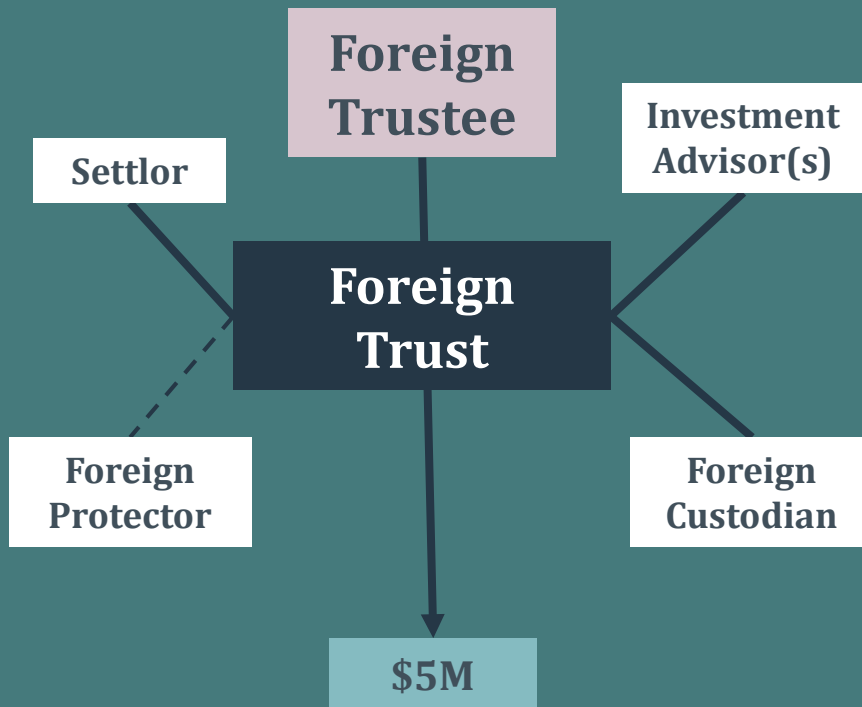 Foreign
Trustee
Investment
Advisor(s)
Settlor
Foreign
Trust
Foreign
Protector
Foreign
Custodian
$5M